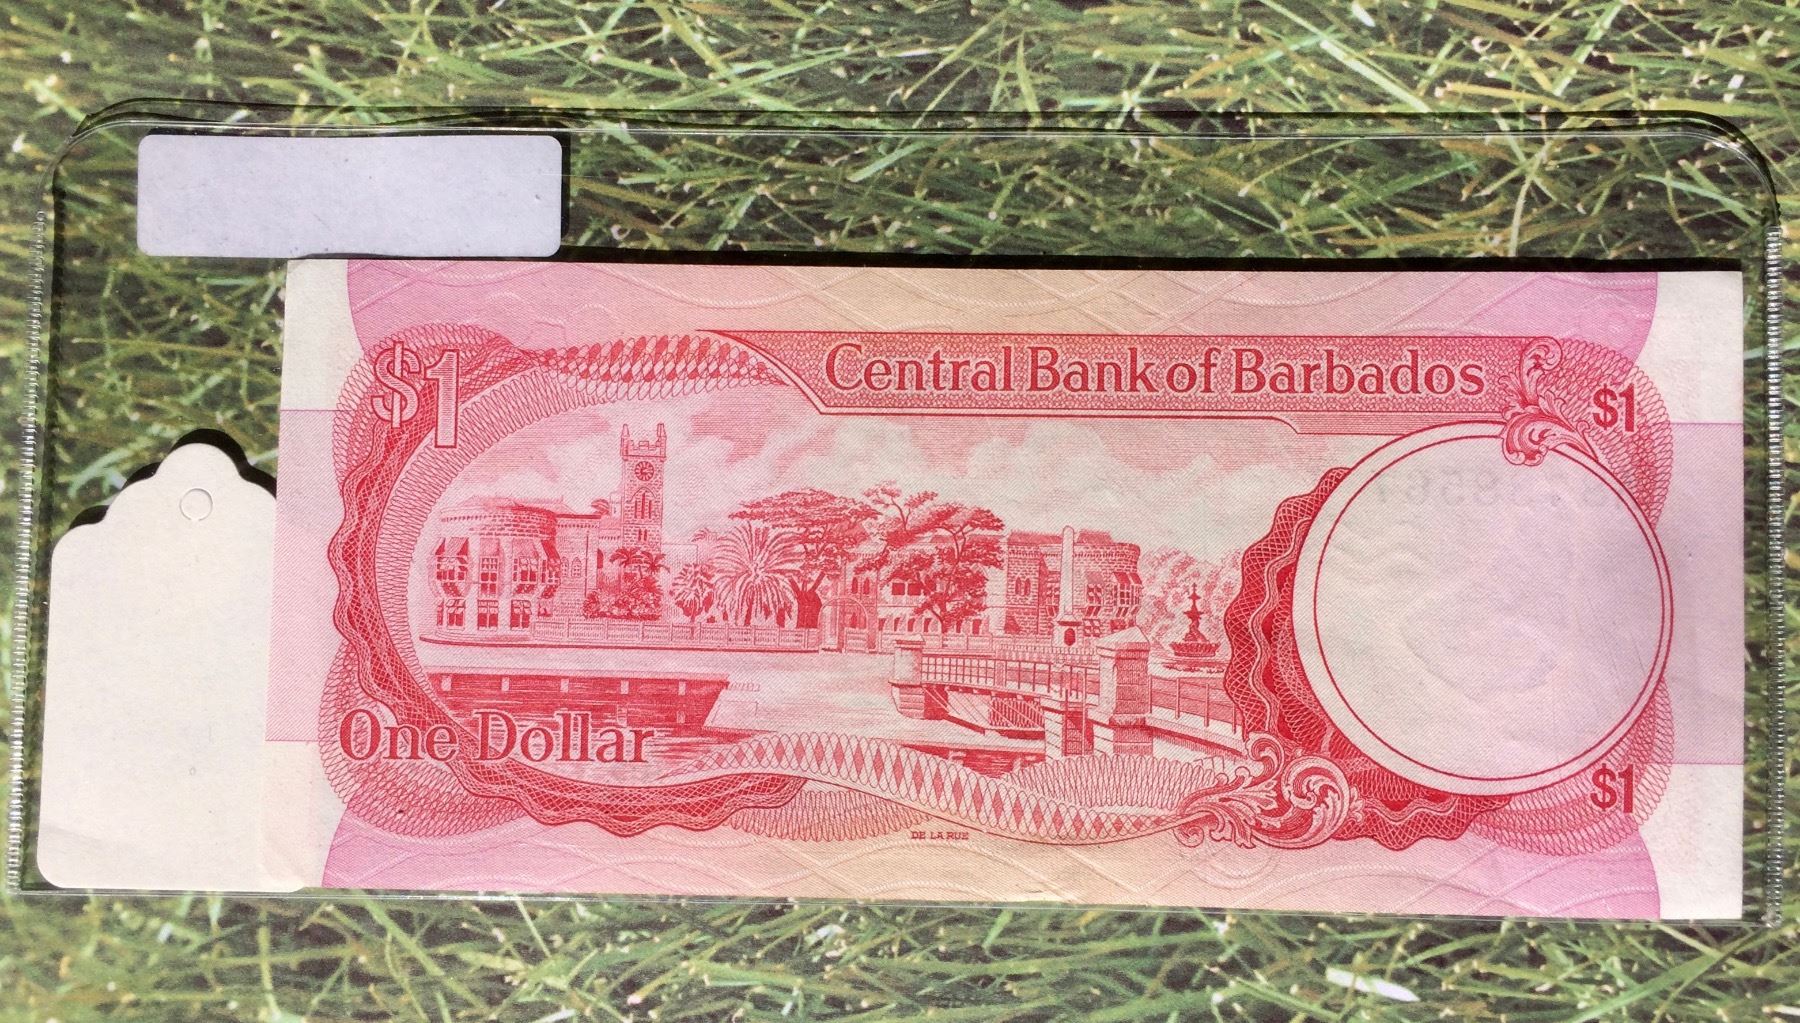 Central Bank of Barbados
$1
$1
One Dollar
$1
DE LA RUE